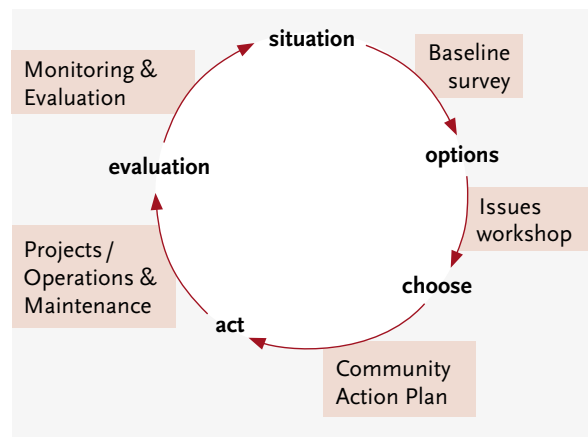 situation
Baseline
survey
options
Issues
workshop
choose
Community
Action Plan
act
Projects /
Operations &
Maintenance
evaluation
Monitoring &
Evaluation